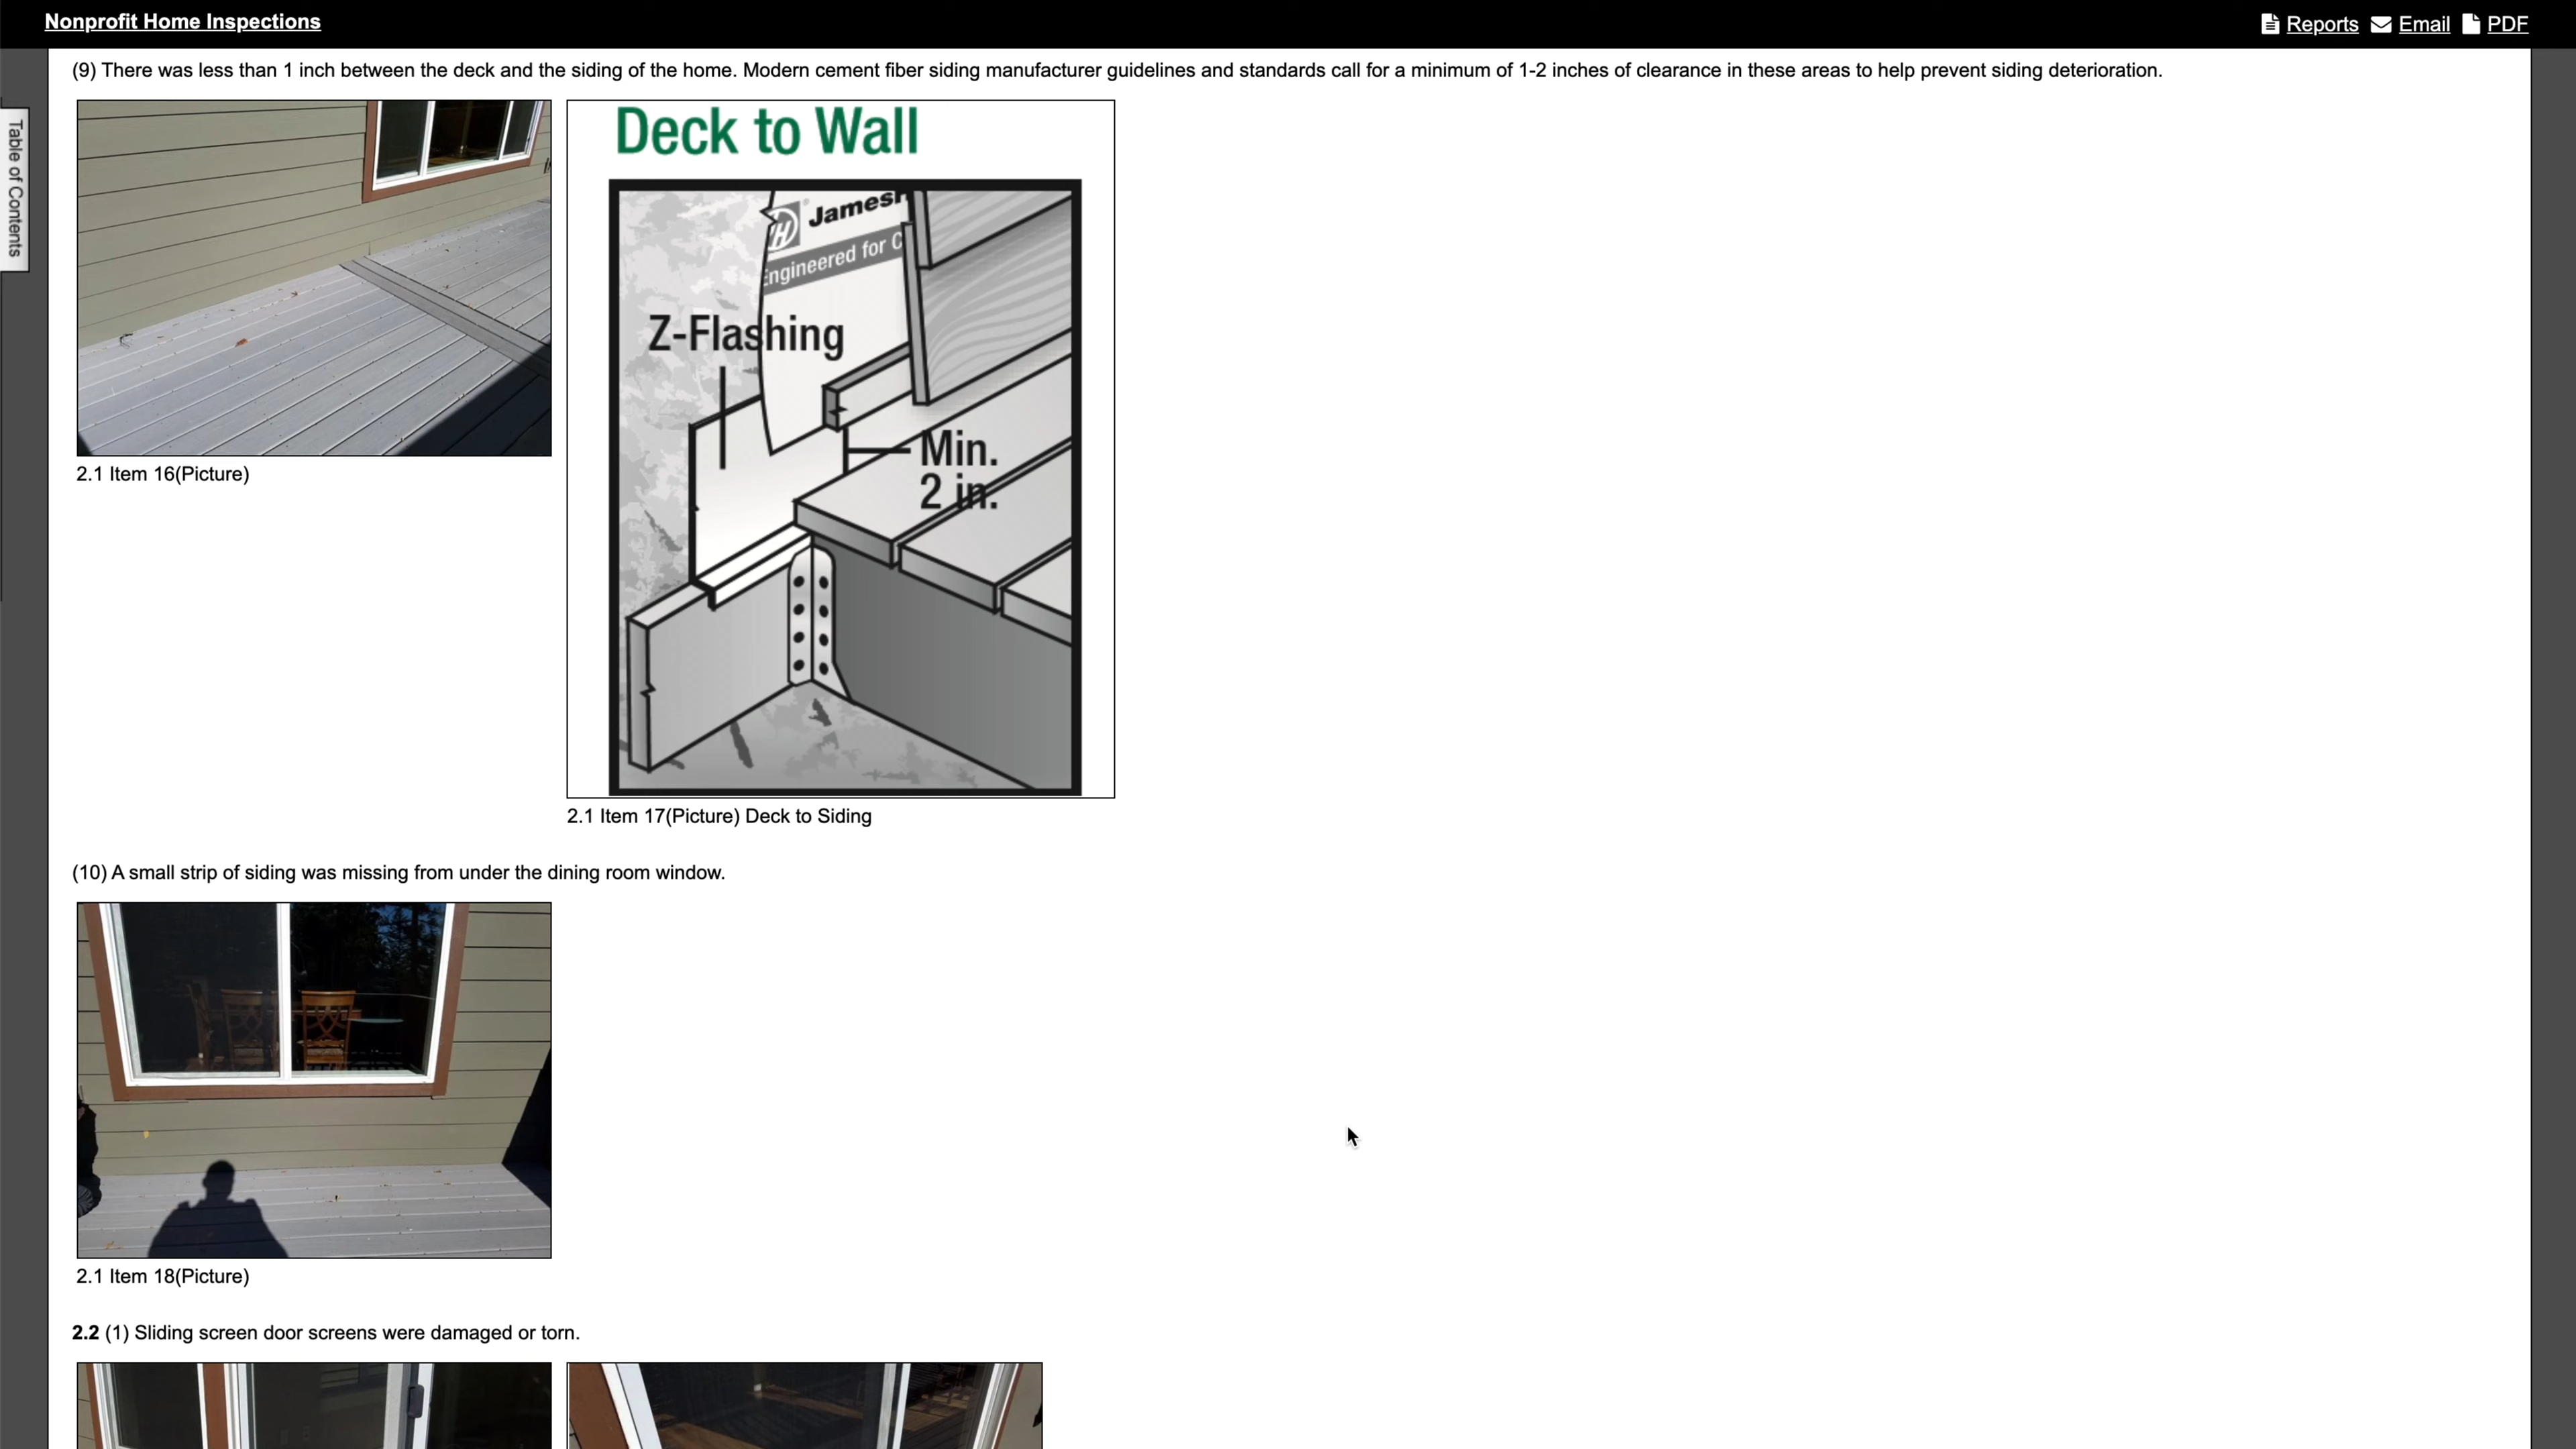 Nonprofit Home Inspections
Reports Email PDF
Table of Contents
(9) There was less than 1 inch between the deck and the siding of the home. Modern cement fiber siding manufacturer guidelines and standards call for a minimum of 1-2 inches of clearance in these areas to help prevent siding deterioration.
Deck to Wall
James
Engineered for C
Z-Flashing
Min.
2 in.
2.1 Item 16(Picture)
2.1 Item 17(Picture) Deck to Siding
(10) A small strip of siding was missing from under the dining room window.
2.1 Item 18(Picture)
2.2 (1) Sliding screen door screens were damaged or torn.